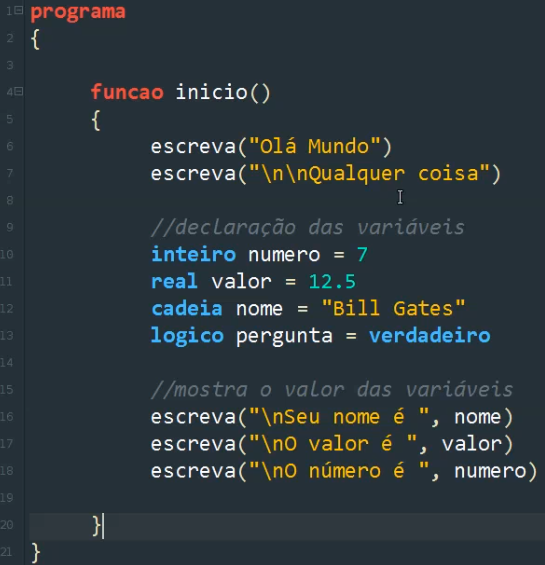 1 programa
2 {
3
4 funcao inicio()
5 {
6 escreva("Olá Mundo")
7 escreva("\n\nQualquer coisa")
8
9 //declaração das variáveis
10 inteiro numero = 7
11 real valor = 12.5
12 cadeia nome = "Bill Gates"
13 logico pergunta = verdadeiro
14
15 //mostra o valor das variáveis
16 escreva("\nSeu nome é ", nome)
17 escreva("\nO valor é ", valor)
18 escreva("\nO número é ", numero)
19
20 }
21 }